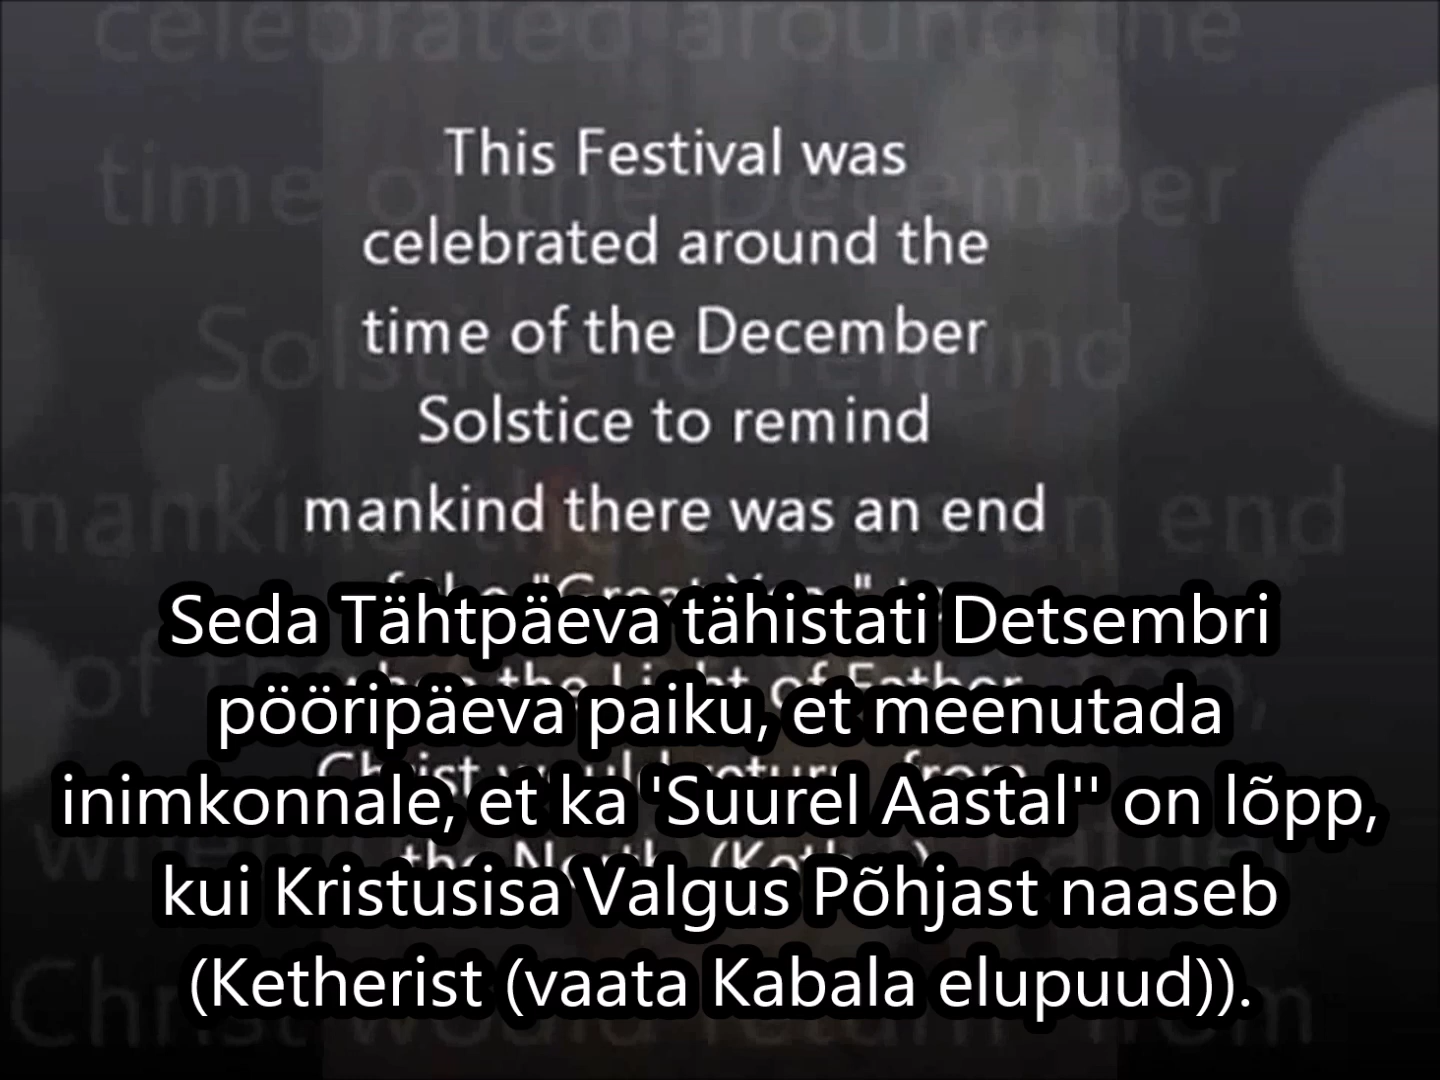 This Festival was
celebrated around the
time of the December
Solstice to remind
mankind there was an end
Seda Tähtpäeva tähistati Detsembri
pööripäeva paiku, et meenutada
inimkonnale, et ka 'Suurel Aastal'' on lõpp,
kui Kristusisa Valgus Põhjast naaseb
(Ketherist (vaata Kabala elupuud)).